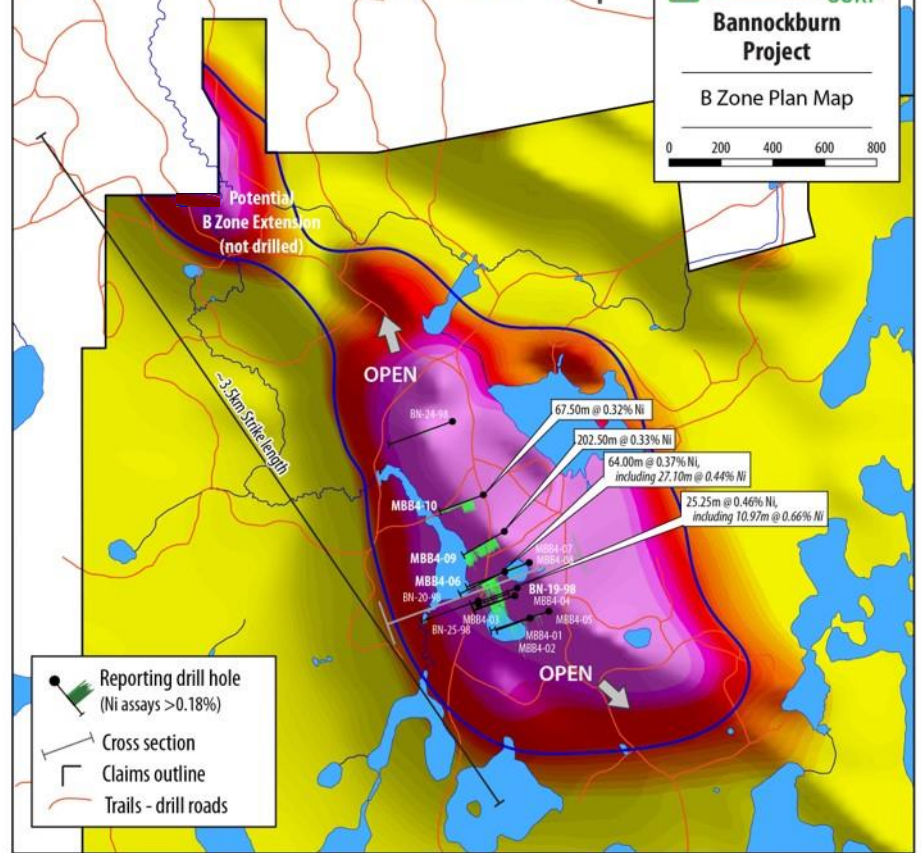 Bannockburn
Project
B Zone Plan Map
0 200 400 600 800
Potential
B Zone Extension
(not drilled)
~3.5km Strike length
OPEN
BN-24-98
67.50m @ 0.32% Ni
202.50m @ 0.33% Ni
64.00m @ 0.37% Ni,
including 27.10m @ 0.44% Ni
25.25m @ 0.46% Ni,
including 10.97m @ 0.66% Ni
MBB4-10
MBB4-09
MBB4-07
MBB4-08
MBB4-06
BN-19-98
BN-20-98
MBB4-04
MBB4-03
MBB4-05
BN-25-98
MBB4-01
MBB4-02
OPEN
Reporting drill hole
(Ni assays >0.18%)
Cross section
Claims outline
Trails - drill roads